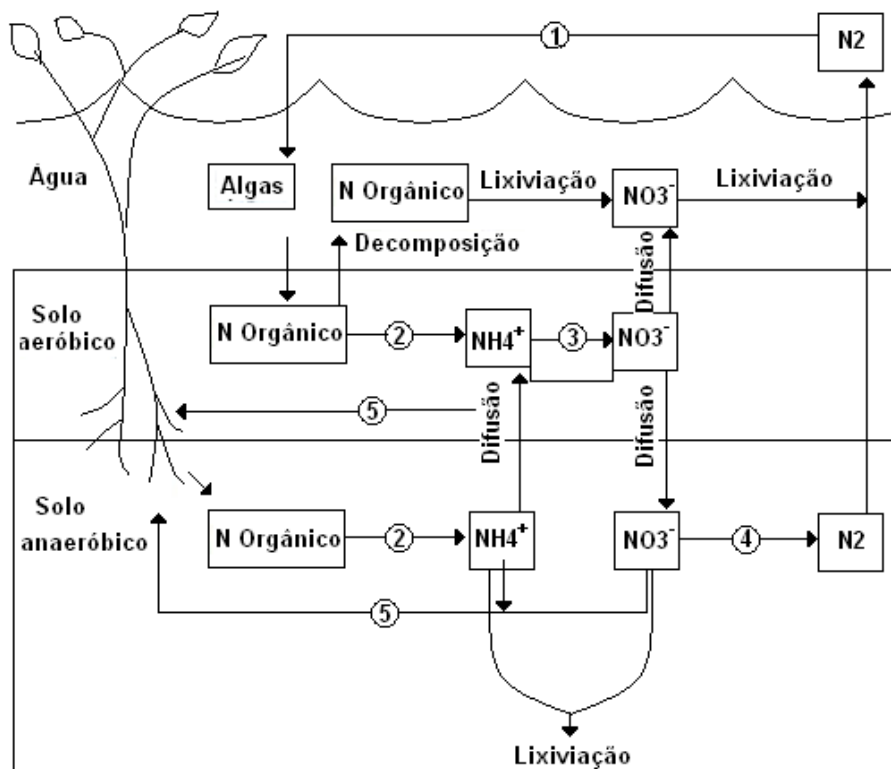 1
N2
Água
Algas
N Orgânico
Lixiviação
NO3-
Lixiviação
Decomposição
Difusão
Solo
aeróbico
N Orgânico
2
NH4+
3
NO3-
5
Difusão
Difusão
Solo
anaeróbico
N Orgânico
2
NH4+
NO3-
4
N2
5
Lixiviação